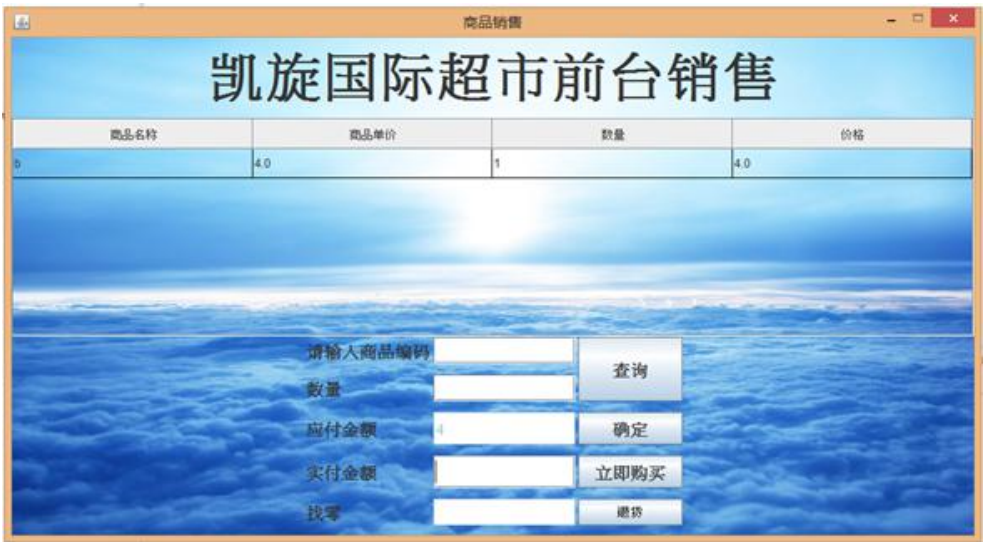 商品销售
凯旋国际超市前台销售
商品名称 商品单价 数量 价格
b 4.0 1 4.0
请输入商品编码
查询
数量
应付金额 4 确定
实付金额 立即购买
找零 退货